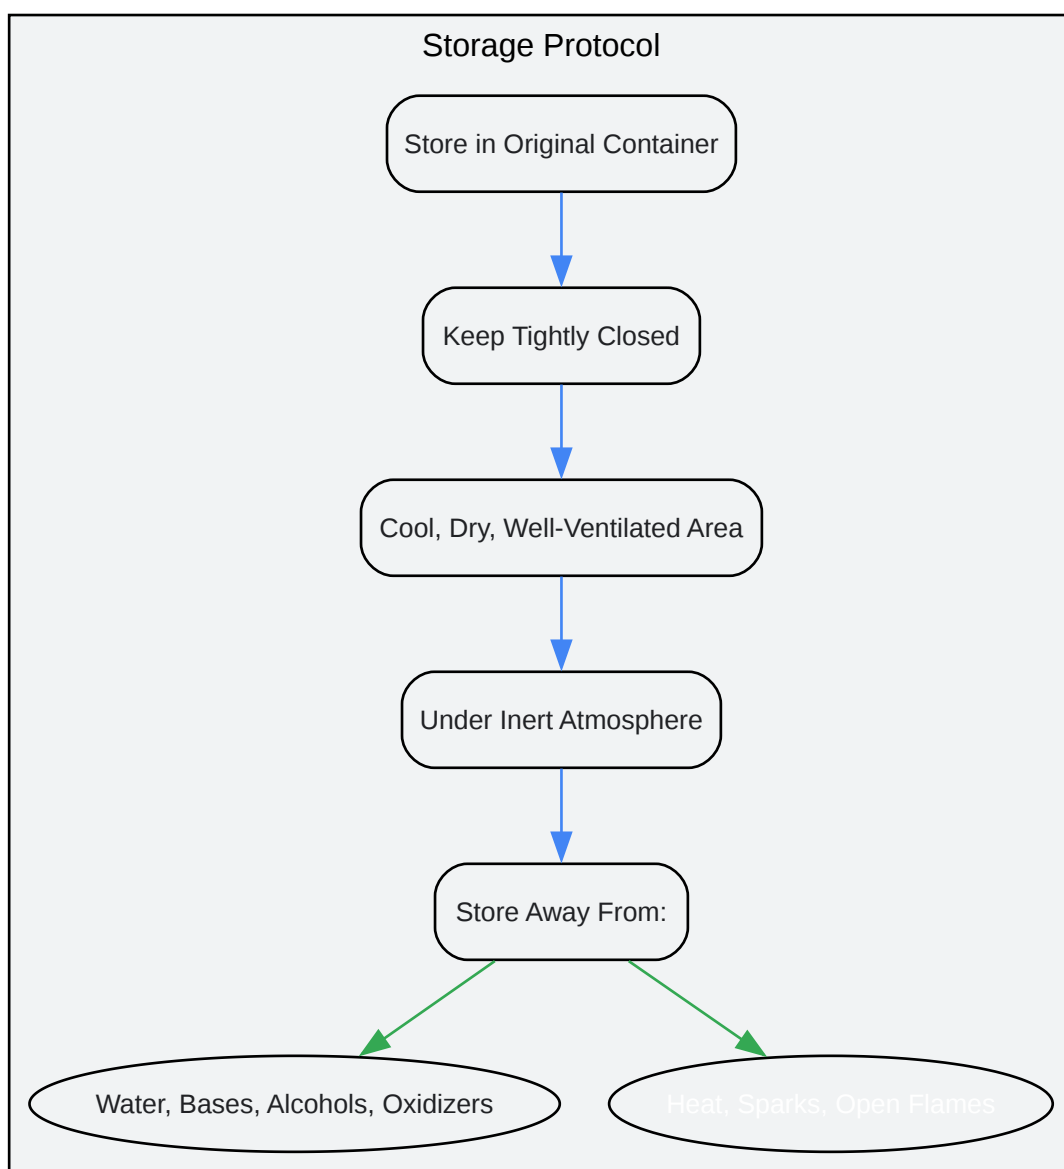 Storage Protocol
Store in Original Container
Keep Tightly Closed
Cool, Dry, Well-Ventilated Area
Under Inert Atmosphere
Store Away From:
Water, Bases, Alcohols, Oxidizers
Heat, Sparks, Open Flames